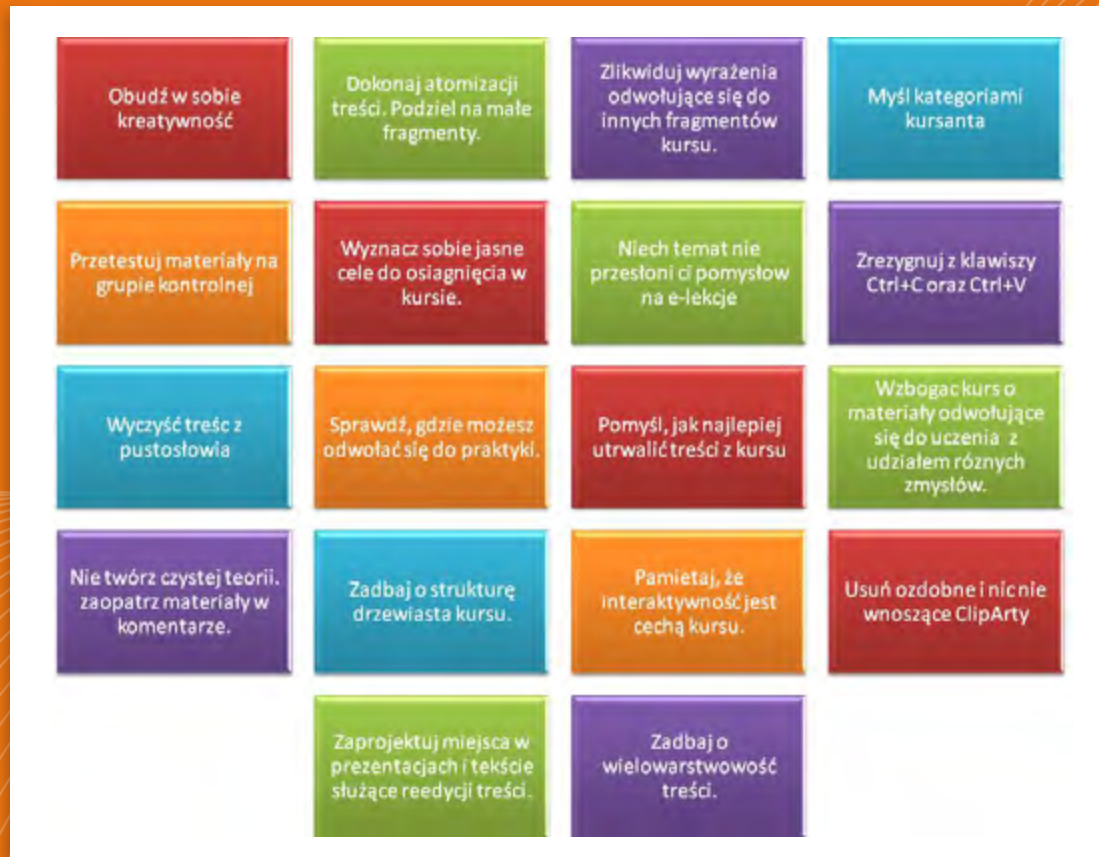 Obudź w sobie
kreatywność
Dokonaj atomizacji
treści. Podziel na małe
fragmenty.
Zlikwiduj wyrażenia
odwołujące się do
innych fragmentów
kursu.
Myśl kategoriami
kursanta
Przetestuj materiały na
grupie kontrolnej
Wyznacz sobie jasne
cele do osiagnięcia w
kursie.
Niech temat nie
przesłoni ci pomysłow
na e-lekcje
Zrezygnuj z klawiszy
Ctrl+C oraz Ctrl+V
Wyczyść treśc z
pustosłowia
Sprawdź, gdzie możesz
odwołać się do praktyki.
Pomyśl, jak najlepiej
utrwalić treści z kursu
Wzbogac kurs o
materiały odwołujące
się do uczenia z
udziałem róznych
zmysłów.
Nie twórz czystej teorii.
zaopatrz materiały w
komentarze.
Zadbaj o strukturę
drzewiasta kursu.
Pamietaj, że
interaktywność jest
cechą kursu.
Usuń ozdobne i nic nie
wnoszące ClipArty
Zaprojektuj miejsca w
prezentacjach i tekście
służące reedycji treści.
Zadbaj o
wielowarstwowość
treści.